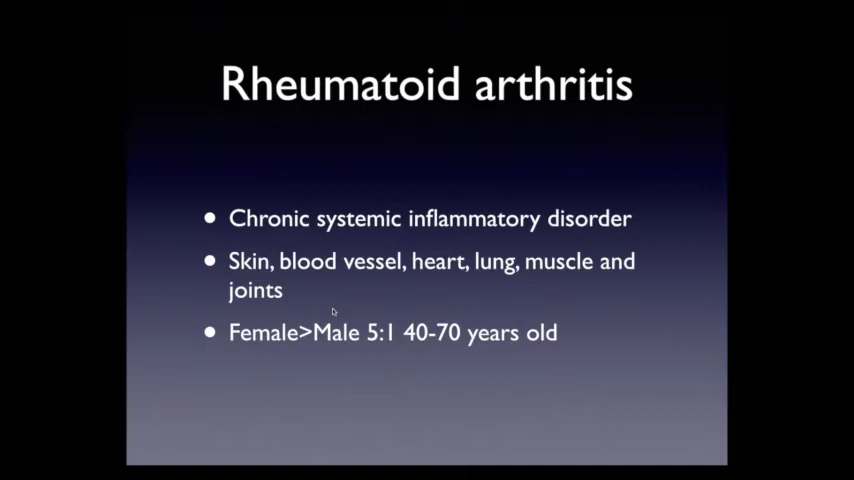 Rheumatoid arthritis
• Chronic systemic inflammatory disorder
• Skin, blood vessel, heart, lung, muscle and
joints
• Female>Male 5:1 40-70 years old